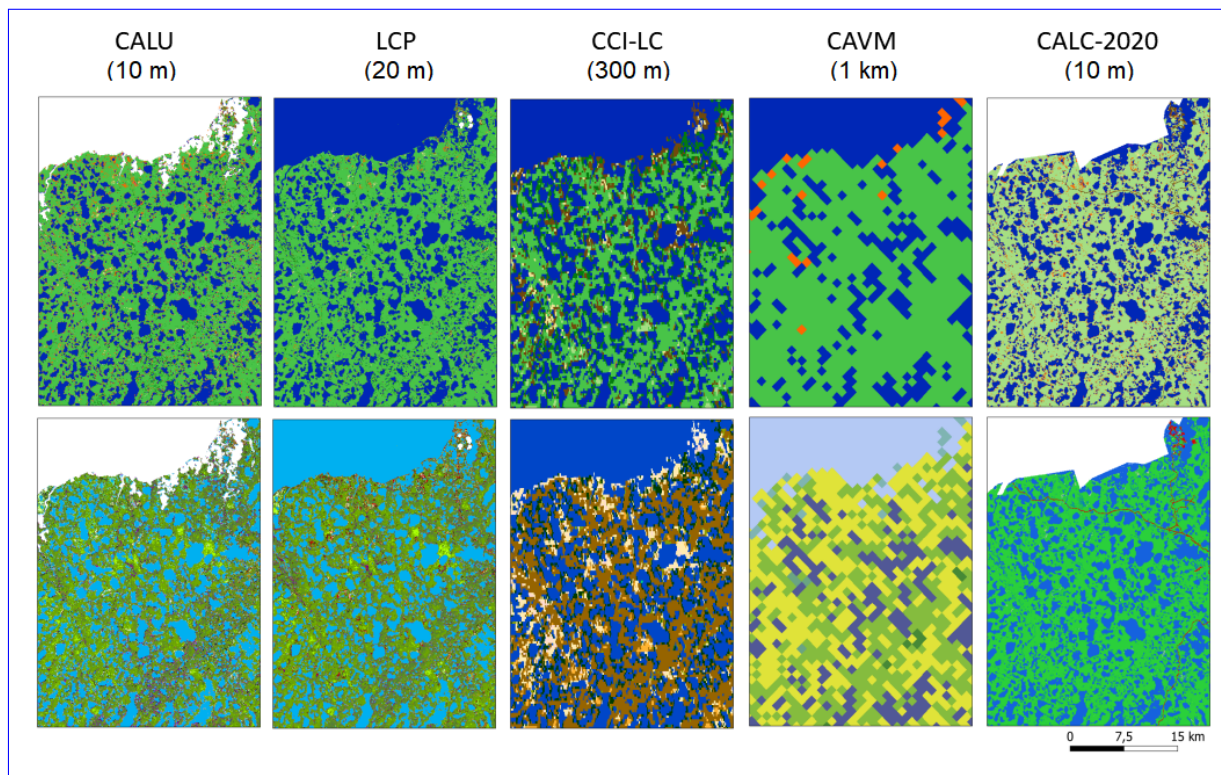 CALU LCP CCI-LC CAVM CALC-2020
(10 m) (20 m) (300 m) (1 km) (10 m)
0 7,5 15 km